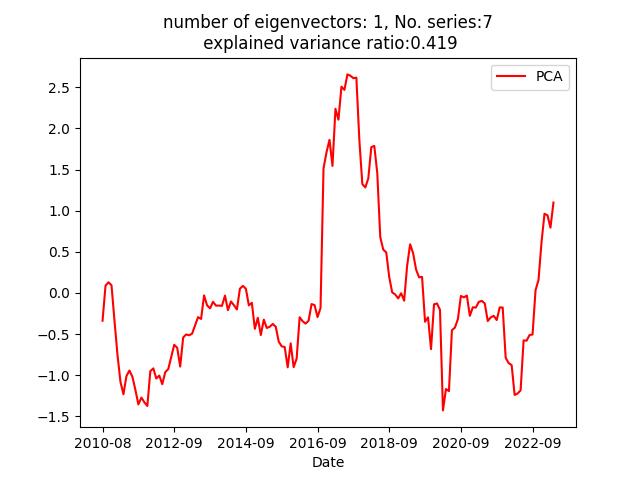 number of eigenvectors: 1, No. series:7
explained variance ratio:0.419
PCA
2.5
2.0
1.5
1.0
0.5
0.0
−0.5
−1.0
−1.5
2010-08 2012-09 2014-09 2016-09 2018-09 2020-09 2022-09
Date